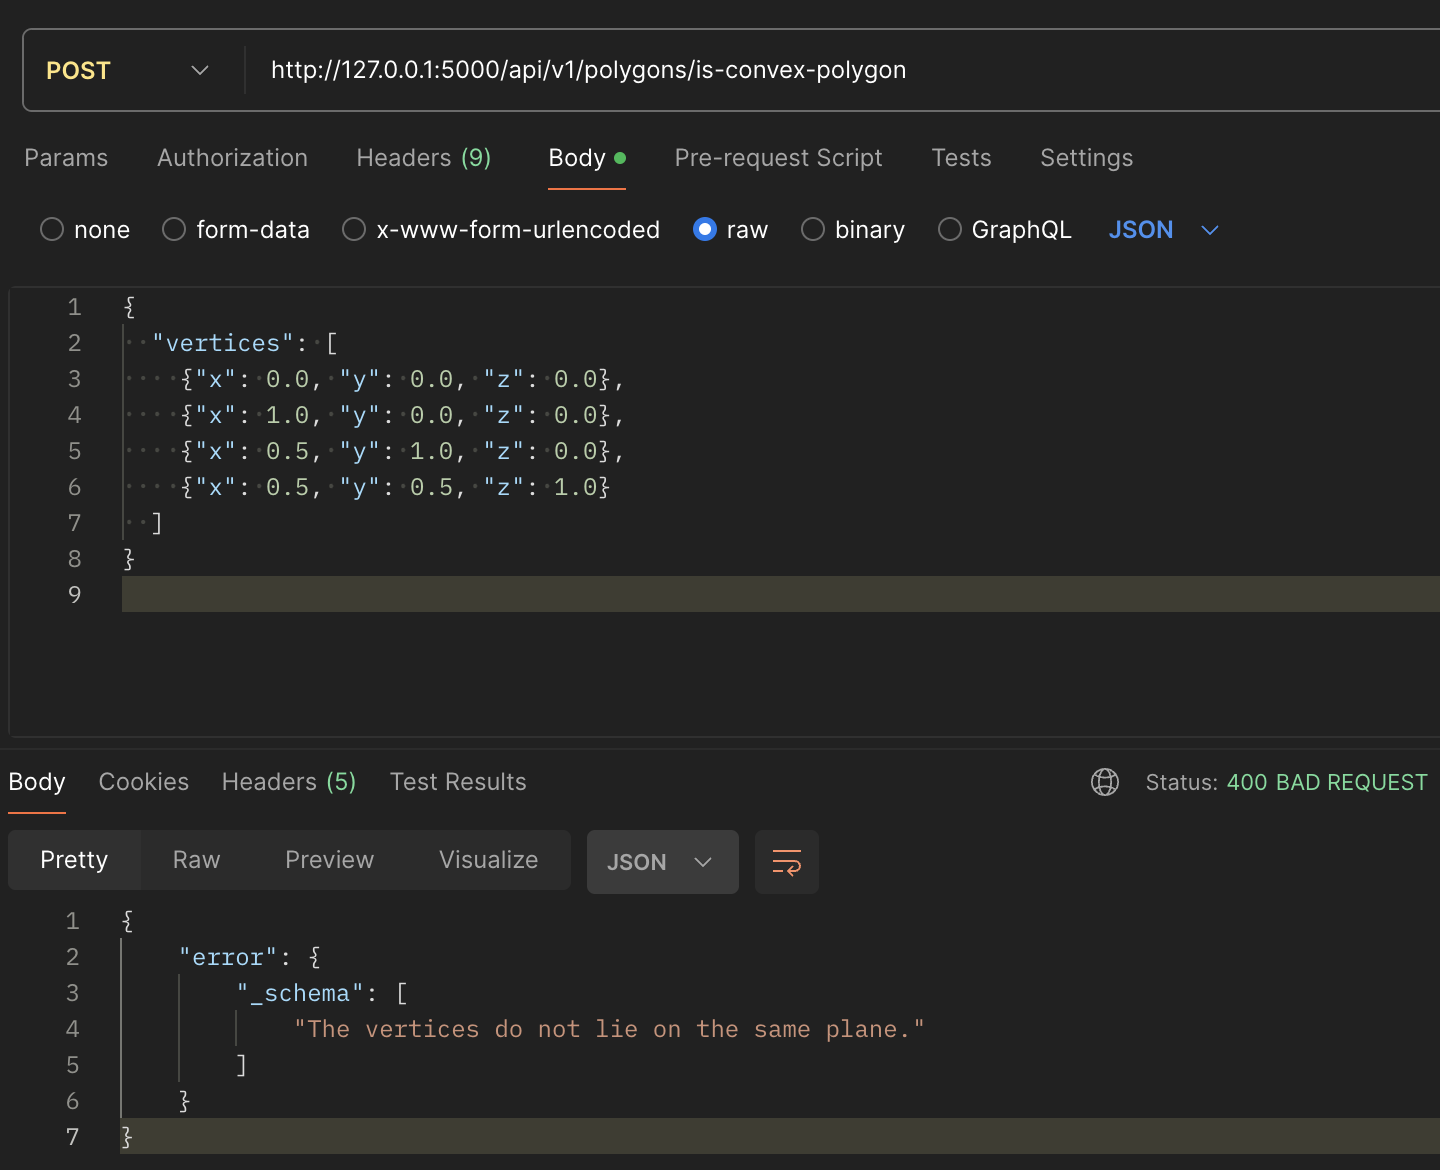 POST http://127.0.0.1:5000/api/v1/polygons/is-convex-polygon
Params Authorization Headers (9) Body Pre-request Script Tests Settings
none form-data x-www-form-urlencoded raw binary GraphQL JSON
1 {
2 "vertices": [
3 {"x": 0.0, "y": 0.0, "z": 0.0},
4 {"x": 1.0, "y": 0.0, "z": 0.0},
5 {"x": 0.5, "y": 1.0, "z": 0.0},
6 {"x": 0.5, "y": 0.5, "z": 1.0}
7 ]
8 }
9
Body Cookies Headers (5) Test Results Status: 400 BAD REQUEST
Pretty Raw Preview Visualize JSON
1 {
2 "error": {
3 "_schema": [
4 "The vertices do not lie on the same plane."
5 ]
6 }
7 }